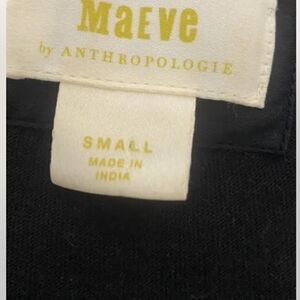 Maeve
by ANTHROPOLOGIE
SMALL
MADE IN
INDIA